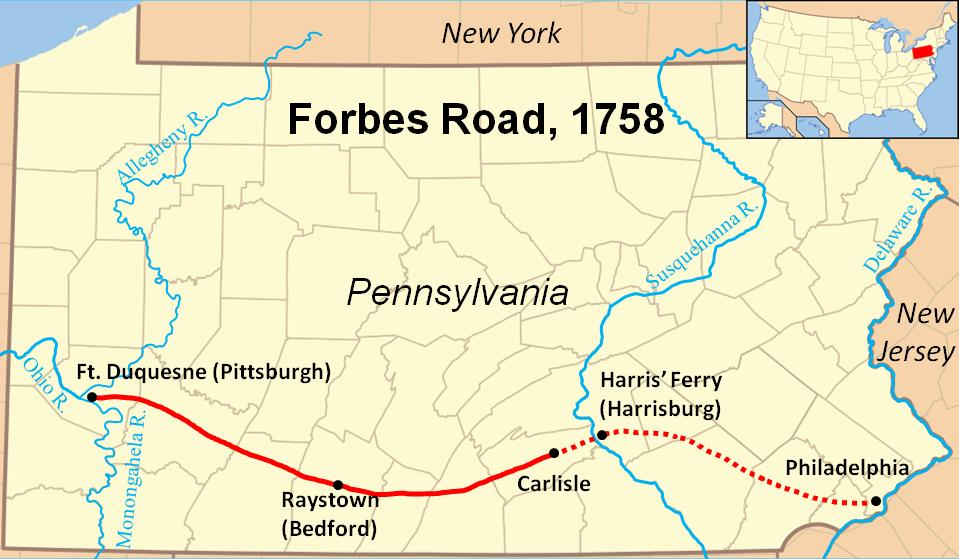 New York
Forbes Road, 1758
Allegheny R.
Susquehanna R.
Delaware R.
Pennsylvania
New
Jersey
Ohio R.
Ft. Duquesne (Pittsburgh)
Monongahela R.
Harris’ Ferry
(Harrisburg)
Philadelphia
Carlisle
Raystown
(Bedford)